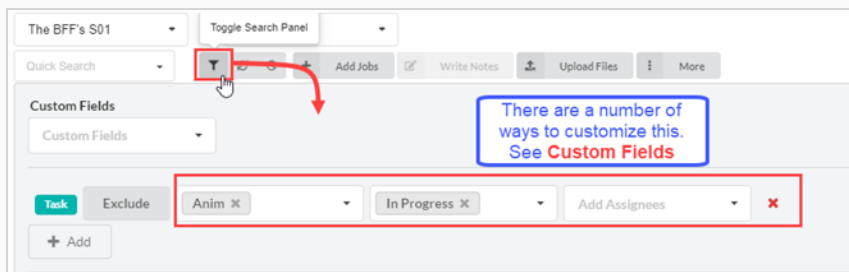 The BFF's S01
Toggle Search Panel
Quick Search
Add Jobs
Write Notes
Upload Files
More
Custom Fields
Custom Fields
There are a number of
ways to customize this.
See Custom Fields
Task
Exclude
Anim
In Progress
Add Assignees
+ Add